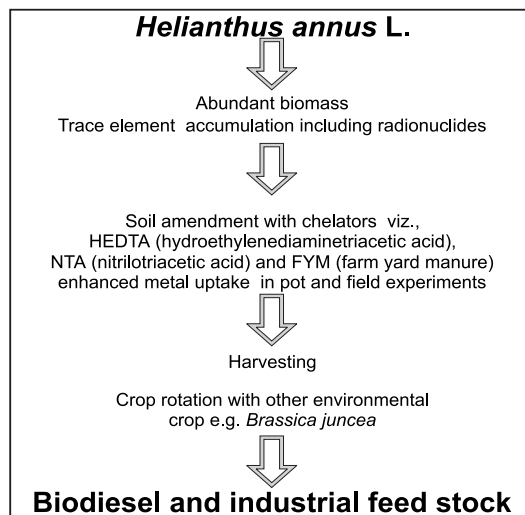 Helianthus annus L.
Abundant biomass
Trace element accumulation including radionuclides
Soil amendment with chelators viz.,
HEDTA (hydroethylenediaminetriacetic acid),
NTA (nitrilotriacetic acid) and FYM (farm yard manure)
enhanced metal uptake in pot and field experiments
Harvesting
Crop rotation with other environmental
crop e.g. Brassica juncea
Biodiesel and industrial feed stock